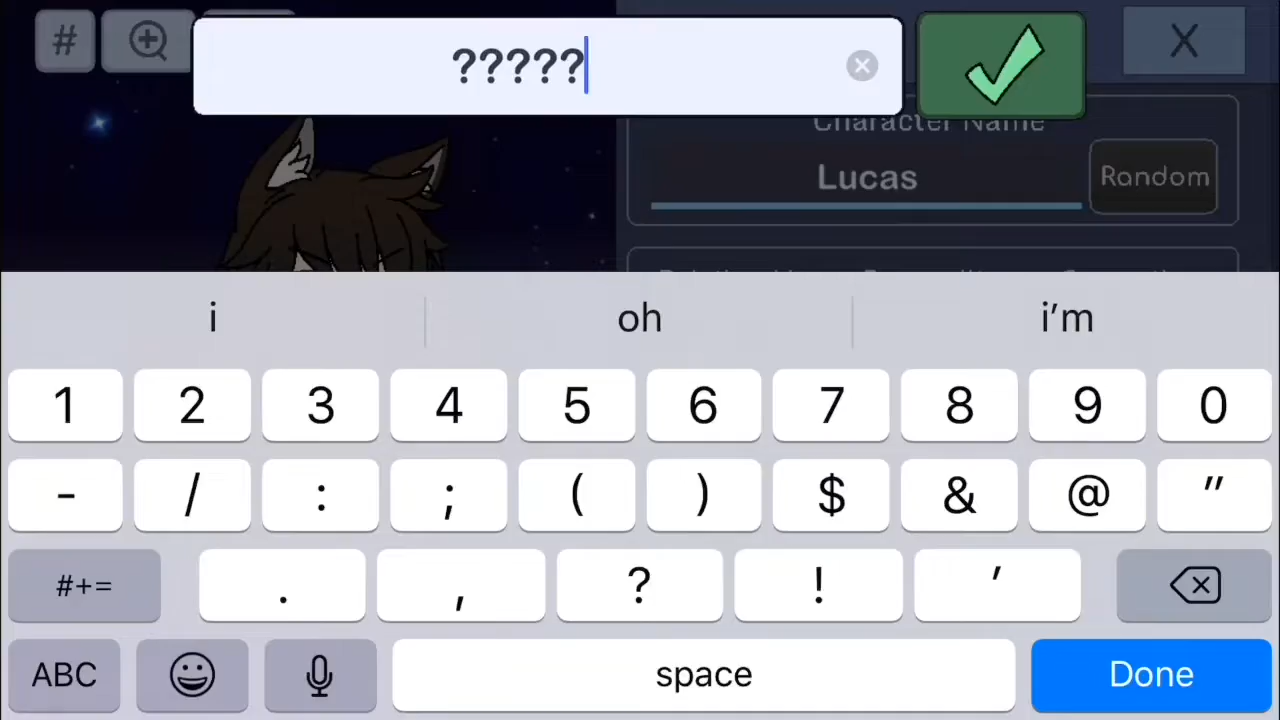 #
?????
X
Character Name
Lucas
Random
i
oh
i’m
1 2 3 4 5 6 7 8 9 0
- / : ; ( ) $ & @ "
#+= . , ? ! '
ABC space Done